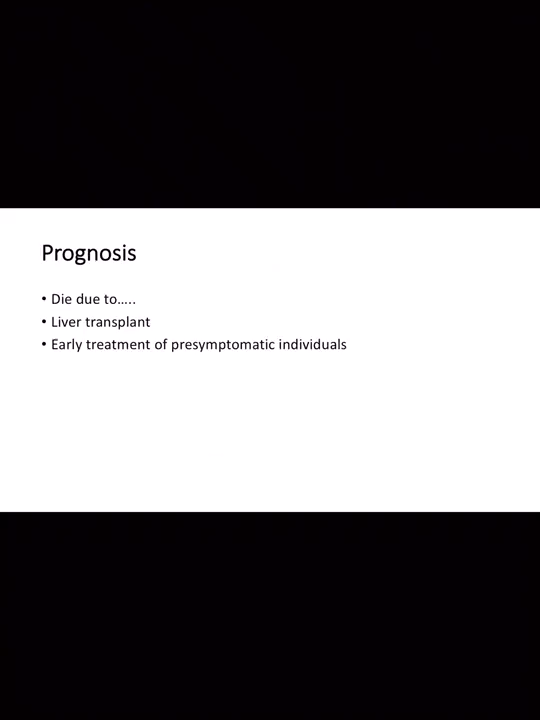 Prognosis
• Die due to…..
• Liver transplant
• Early treatment of presymptomatic individuals